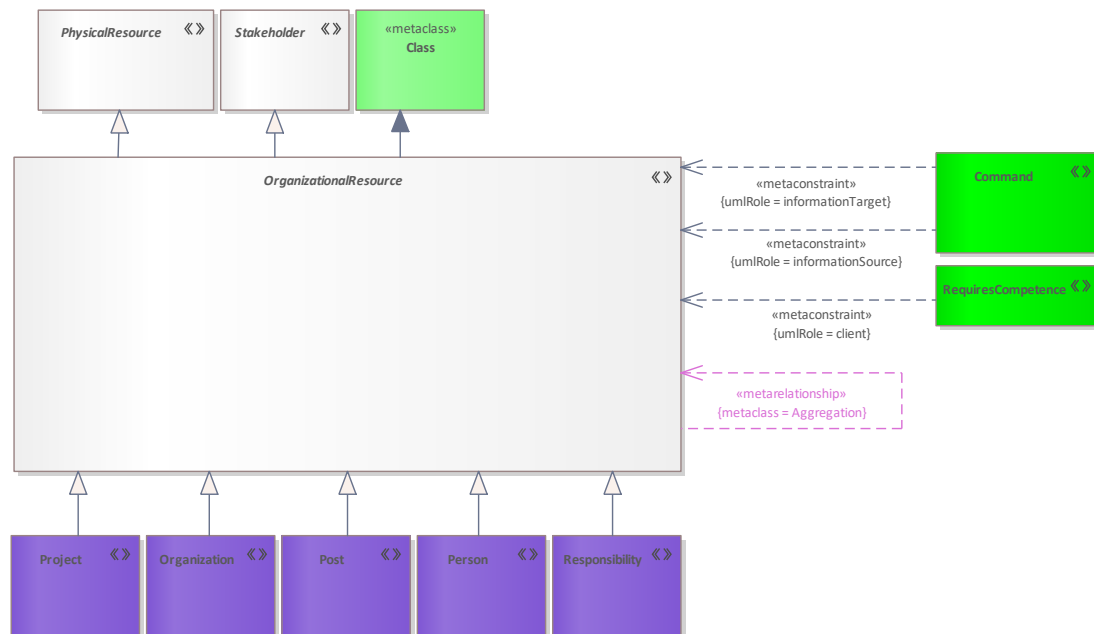 PhysicalResource «»
Stakeholder «»
«metaclass»
Class
OrganizationalResource «»
«metaconstraint»
{umlRole = informationTarget}
«metaconstraint»
{umlRole = informationSource}
«metaconstraint»
{umlRole = client}
«metarelationship»
{metaclass = Aggregation}
Command «»
RequiresCompetence «»
Project «»
Organization «»
Post «»
Person «»
Responsibility «»